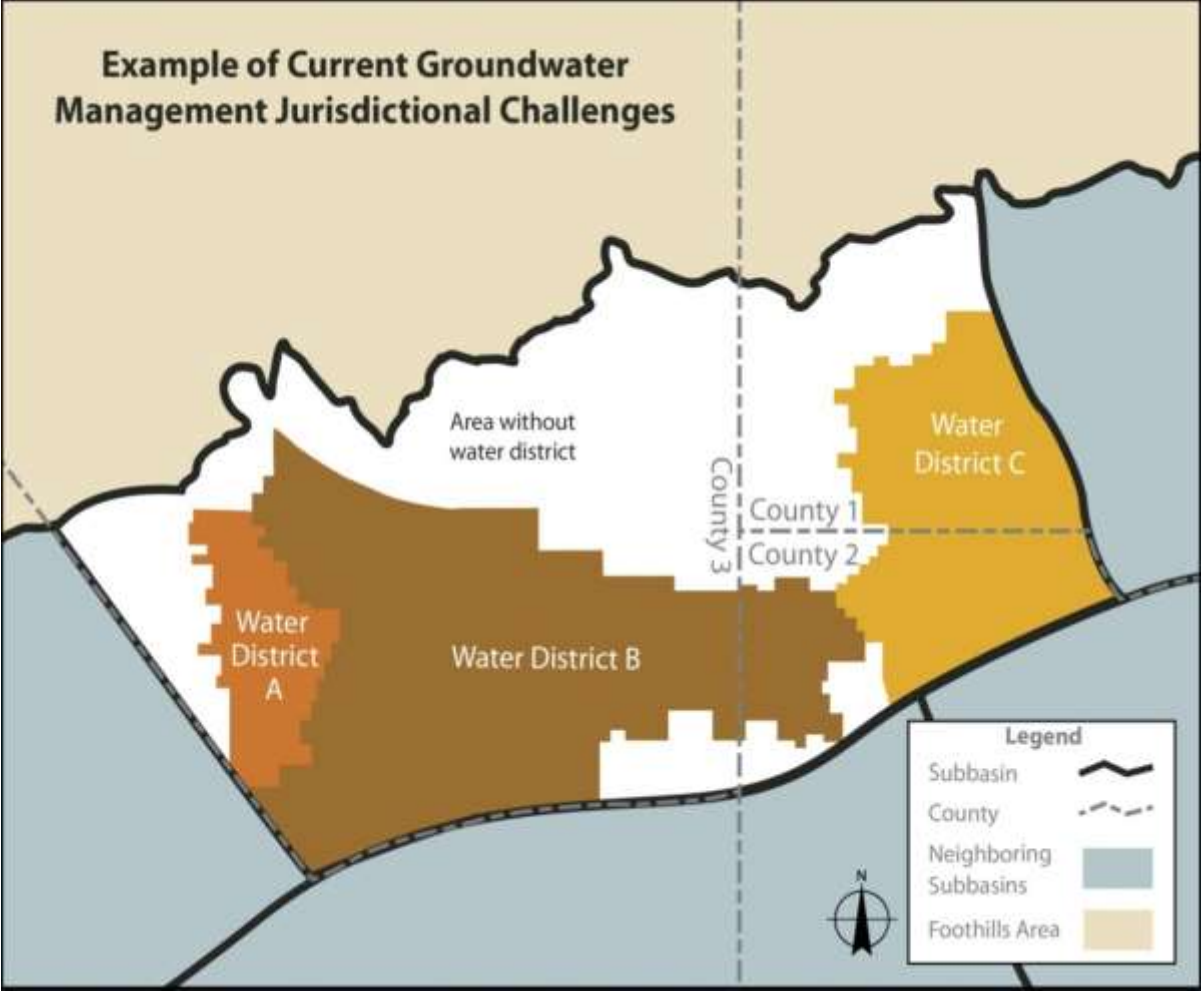 Example of Current Groundwater
Management Jurisdictional Challenges
Area without
water district
Water
District C
County 3
County 1
County 2
Water
District
A
Water District B
Legend
Subbasin
County
Neighboring
Subbasins
Foothills Area
N